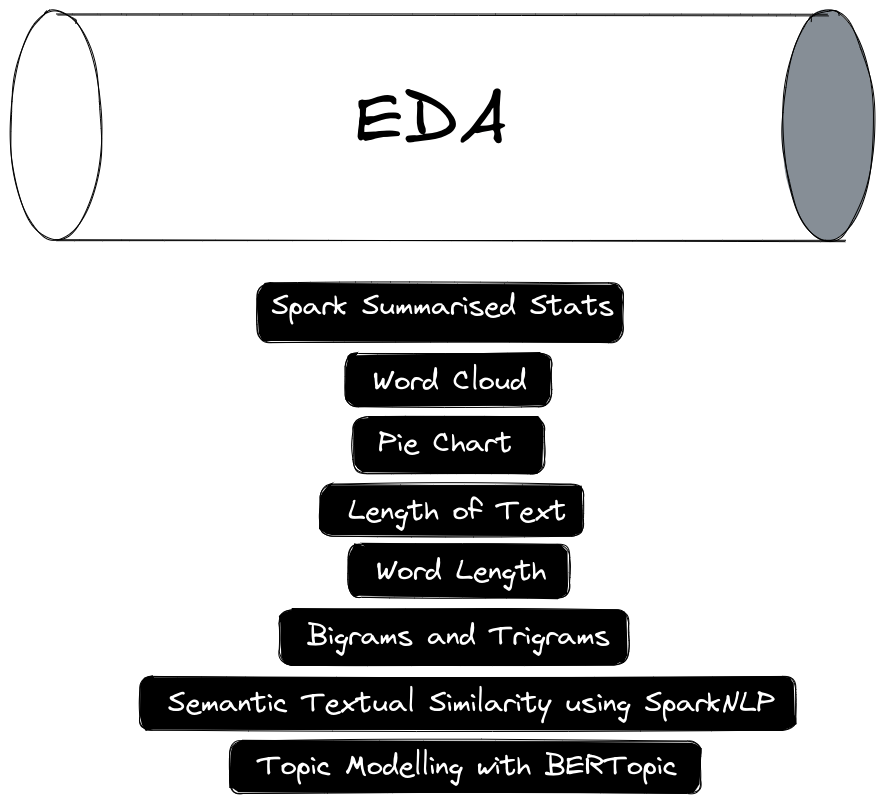 EDA
Spark Summarised Stats
Word Cloud
Pie Chart
Length of Text
Word Length
Bigrams and Trigrams
Semantic Textual Similarity using SparkNLP
Topic Modelling with BERTopic